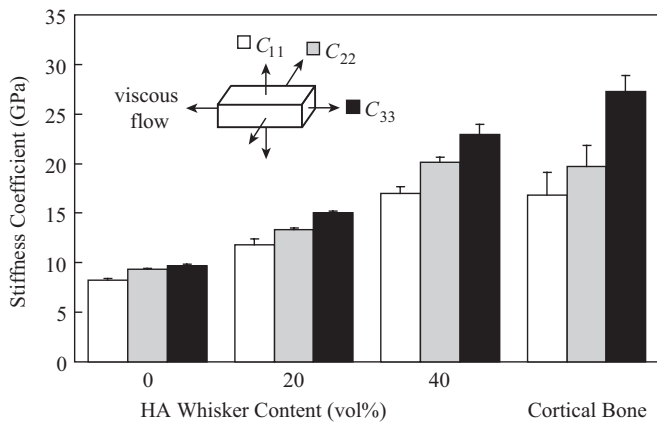 35
30
25
20
15
10
5
0
Stiffness Coefficient (GPa)
C11
C22
viscous
flow
C33
0 20 40
HA Whisker Content (vol%) Cortical Bone